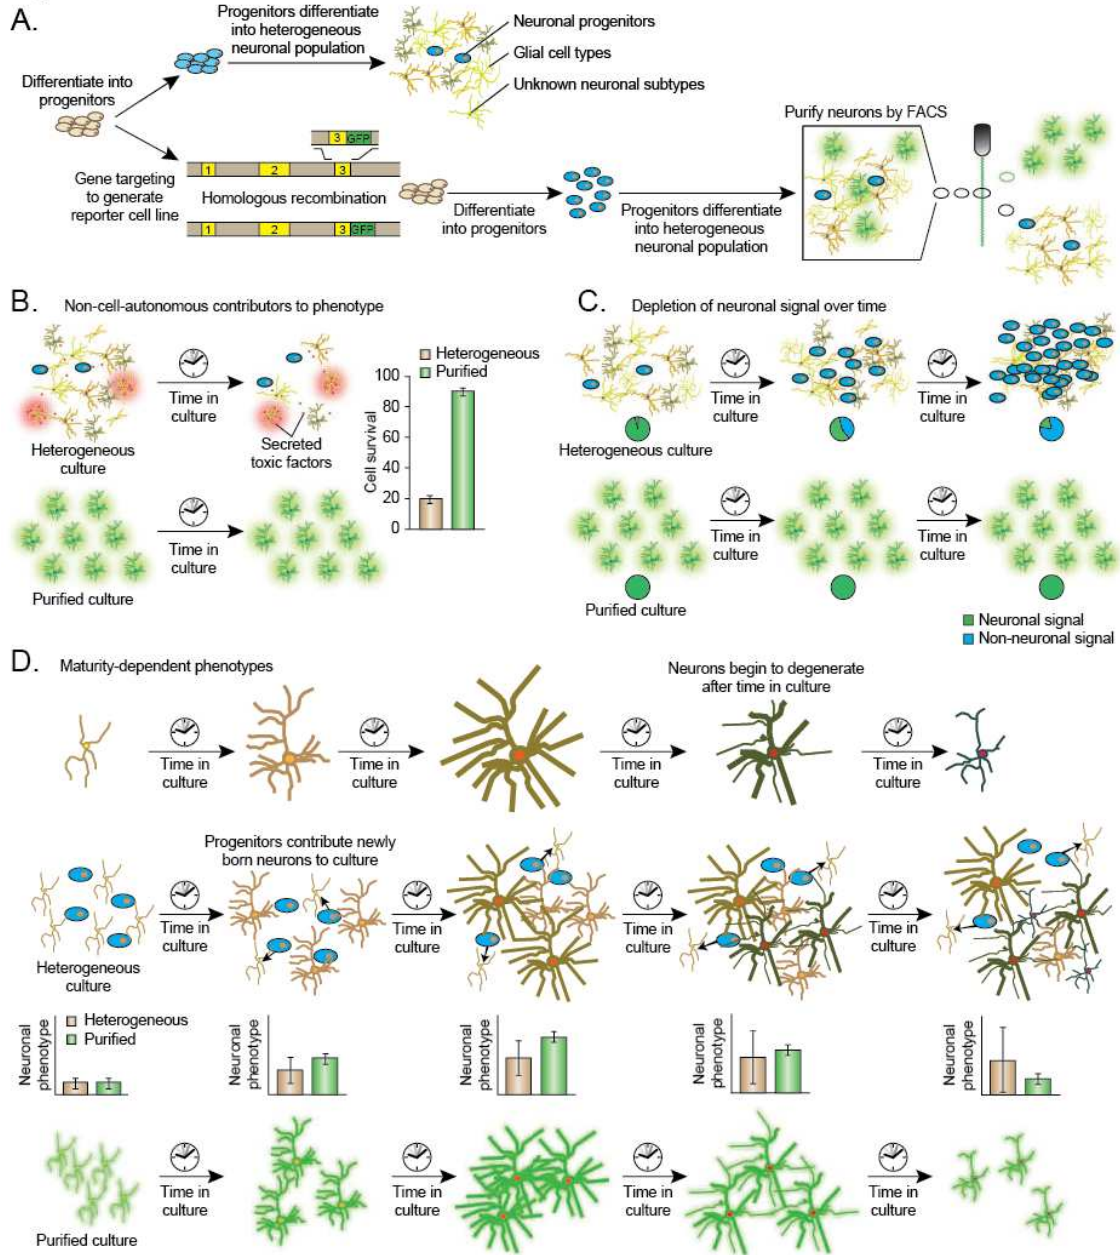 A.
Progenitors differentiate
into heterogeneous
neuronal population
Neuronal progenitors
Glial cell types
Unknown neuronal subtypes
Differentiate into
progenitors
Purify neurons by FACS
3 GFP
1 2 3
Gene targeting
to generate
reporter cell line
Homologous recombination
1 2 3 GFP
Differentiate
into progenitors
Progenitors differentiate
into heterogeneous
neuronal population
B.
Non-cell-autonomous contributors to phenotype
Time in
culture
Heterogeneous
culture
Secreted
toxic factors
Heterogeneous
Purified
Cell survival
100
80
60
40
20
0
Time in
culture
Purified culture
C.
Depletion of neuronal signal over time
Time in
culture
Time in
culture
Heterogeneous culture
Time in
culture
Time in
culture
Purified culture
Neuronal signal
Non-neuronal signal
D.
Maturity-dependent phenotypes
Neurons begin to degenerate
after time in culture
Time in
culture
Time in
culture
Time in
culture
Time in
culture
Progenitors contribute newly
born neurons to culture
Time in
culture
Time in
culture
Time in
culture
Time in
culture
Heterogeneous
culture
Neuronal
phenotype
Heterogeneous
Purified
Neuronal
phenotype
Neuronal
phenotype
Neuronal
phenotype
Neuronal
phenotype
Time in
culture
Time in
culture
Time in
culture
Time in
culture
Purified culture